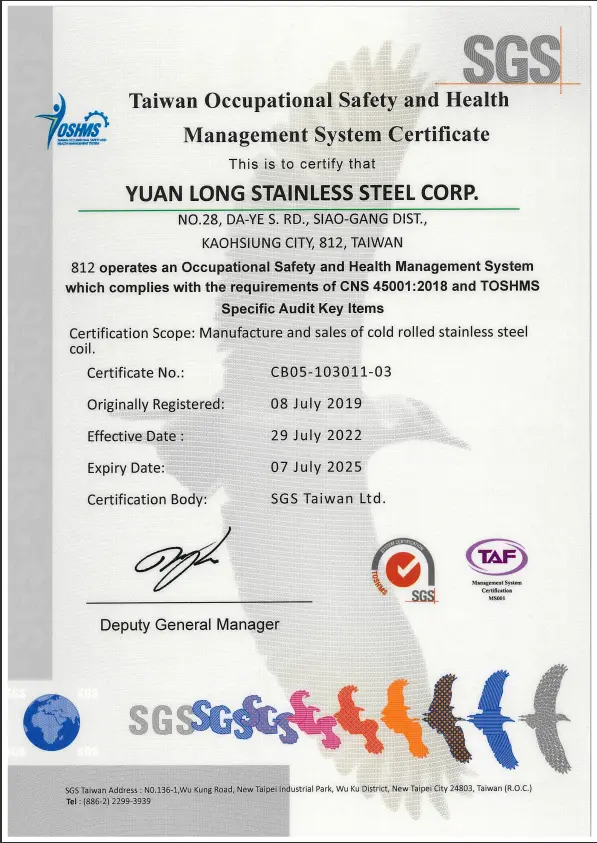 SGS
Taiwan Occupational Safety and Health
TOSHMS
Management System Certificate
This is to certify that
YUAN LONG STAINLESS STEEL CORP.
NO.28, DA-YE S. RD., SIAO-GANG DIST.,
KAOHSIUNG CITY, 812, TAIWAN
812 operates an Occupational Safety and Health Management System
which complies with the requirements of CNS 45001:2018 and TOSHMS
Specific Audit Key Items
Certification Scope: Manufacture and sales of cold rolled stainless steel
coil.
Certificate No.: CB05-103011-03
Originally Registered: 08 July 2019
Effective Date : 29 July 2022
Expiry Date: 07 July 2025
Certification Body: SGS Taiwan Ltd.
SYSTEM CERTIFICATION
TOSHMS
SGS
TAF
Management System
Certification
MS001
Deputy General Manager
SGS SGS SGS
SGS Taiwan Address : N0.136-1,Wu Kung Road, New Taipei Industrial Park, Wu Ku District, New Taipei City 24803, Taiwan (R.O.C.)
Tel : (886-2) 2299-3939